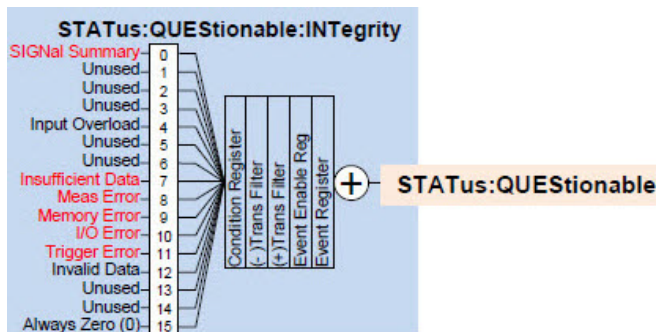 STATus:QUEStionable:INTegrity
SIGNal Summary 0
Unused 1
Unused 2
Unused 3
Input Overload 4
Unused 5
Unused 6
Insufficient Data 7
Meas Error 8
Memory Error 9
I/O Error 10
Trigger Error 11
Invalid Data 12
Unused 13
Unused 14
Always Zero (0) 15
Condition Register
(-)Trans Filter
(+)Trans Filter
Event Enable Reg
Event Register
+
STATus:QUEStionable